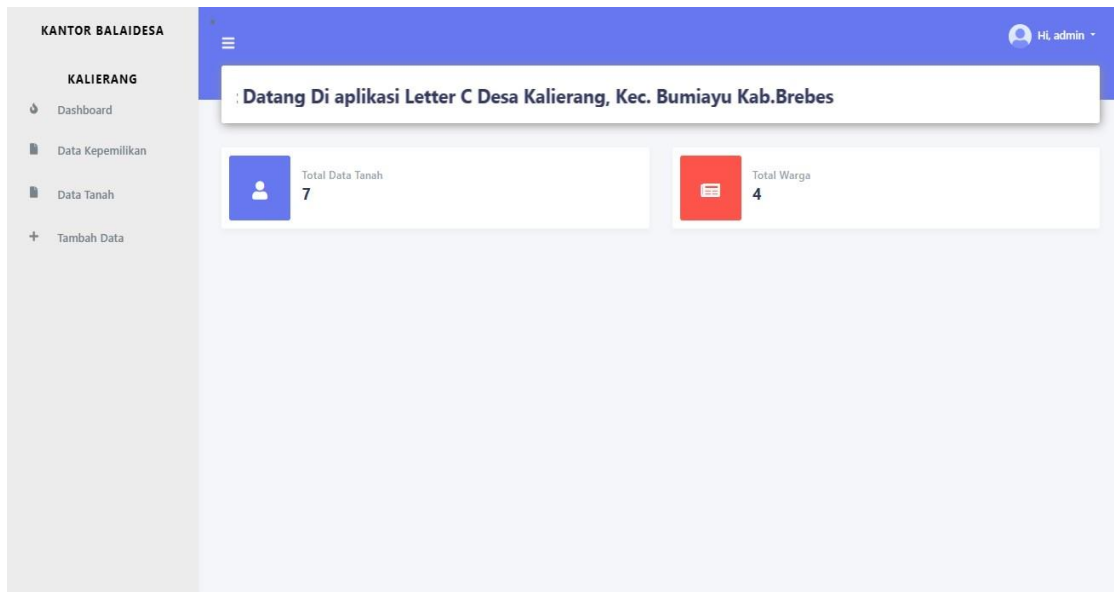 KANTOR BALAIDESA
KALIERANG
Dashboard
Data Kepemilikan
Data Tanah
Tambah Data
Hi, admin
Datang Di aplikasi Letter C Desa Kalierang, Kec. Bumiayu Kab.Brebes
Total Data Tanah
7
Total Warga
4